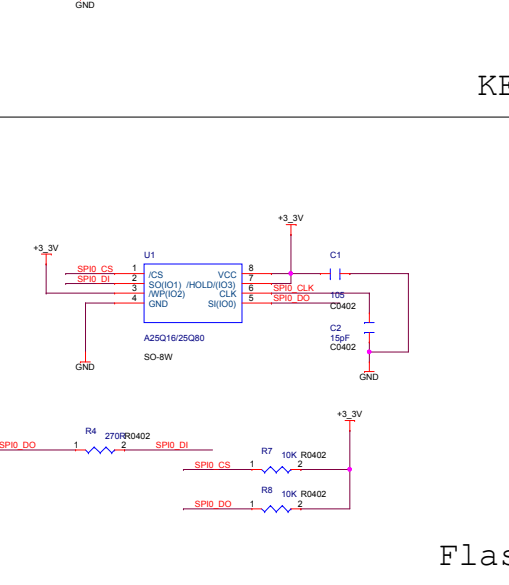 GND
KE
+3_3V
+3_3V
U1
C1
SPI0_CS 1 /CS VCC 8
SPI0_DI 2 SO(IO1) /HOLD/(IO3) 7
3 /WP(IO2) CLK 6 SPI0_CLK
4 GND SI(IO0) 5 SPI0_DO
105
C0402
A25Q16/25Q80
SO-8W
C2
15pF
C0402
GND
GND
+3_3V
SPI0_DO 1 R4 270R R0402 2 SPI0_DI
SPI0_CS 1 R7 10K R0402 2
SPI0_DO 1 R8 10K R0402 2
Flas